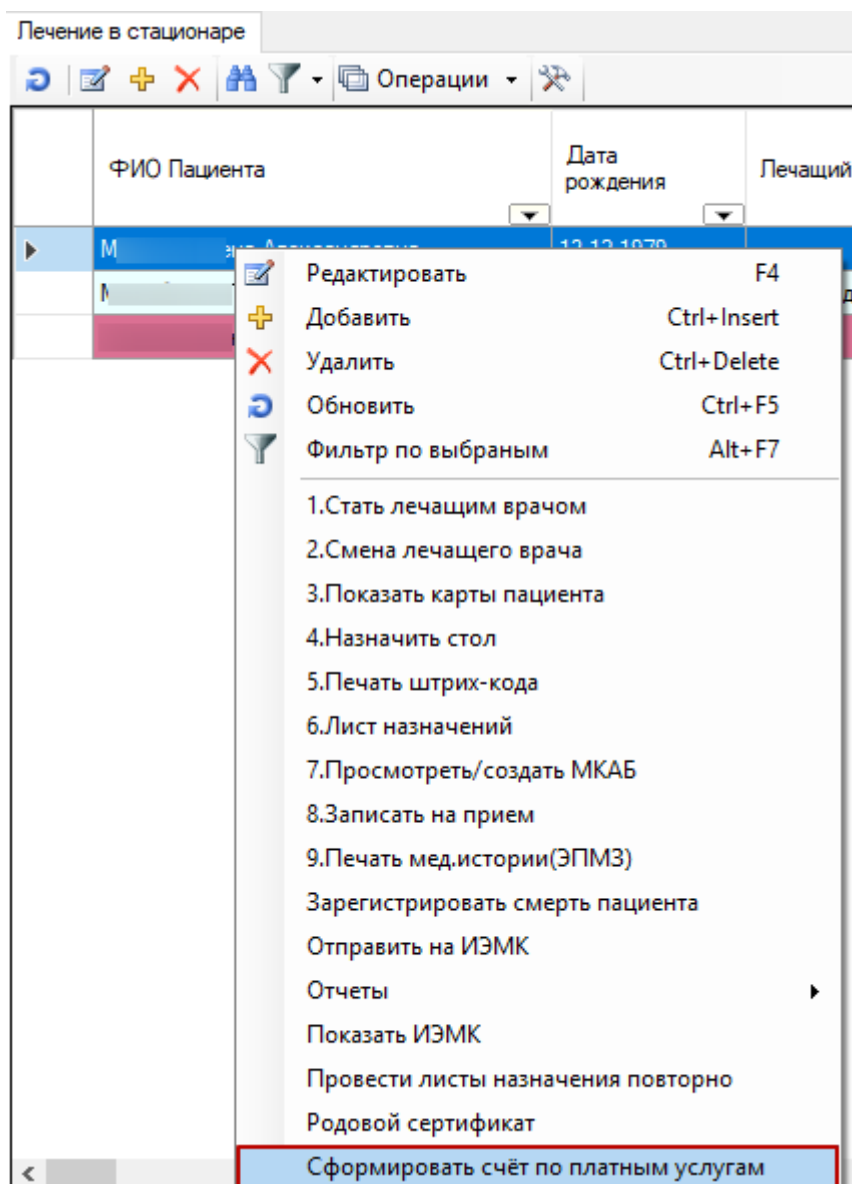 Лечение в стационаре
Операции
ФИО Пациента
Дата
рождения
Лечащий
М
12.12.1979
Редактировать F4
Добавить Ctrl+Insert
Удалить Ctrl+Delete
Обновить Ctrl+F5
Фильтр по выбраным Alt+F7
1.Стать лечащим врачом
2.Смена лечащего врача
3.Показать карты пациента
4.Назначить стол
5.Печать штрих-кода
6.Лист назначений
7.Просмотреть/создать МКАБ
8.Записать на прием
9.Печать мед.истории(ЭПМЗ)
Зарегистрировать смерть пациента
Отправить на ИЭМК
Отчеты
Показать ИЭМК
Провести листы назначения повторно
Родовой сертификат
Сформировать счёт по платным услугам